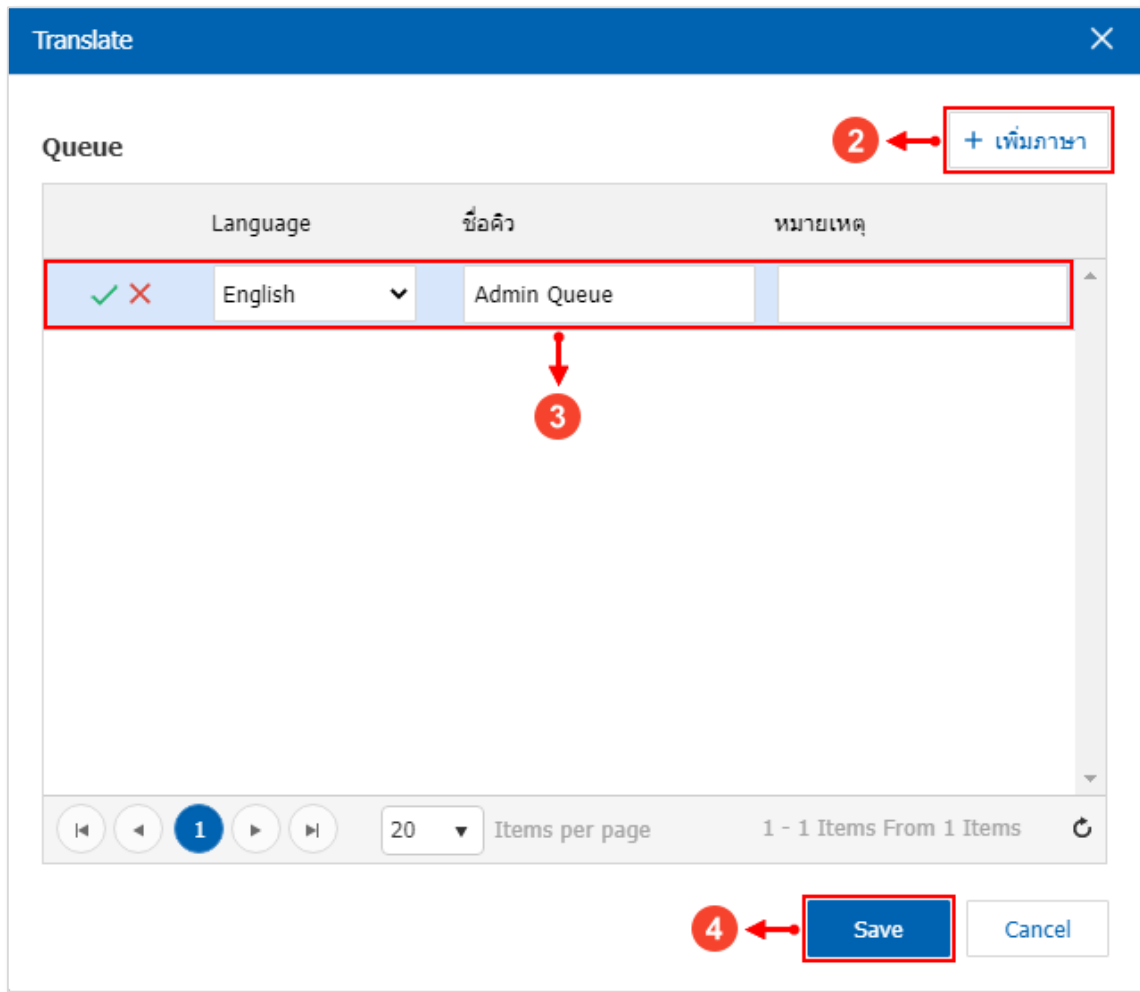 Translate
Queue
2
+ เพิ่มภาษา
Language ชื่อคิว หมายเหตุ
English Admin Queue
3
1 20 Items per page 1 - 1 Items From 1 Items
4 Save Cancel